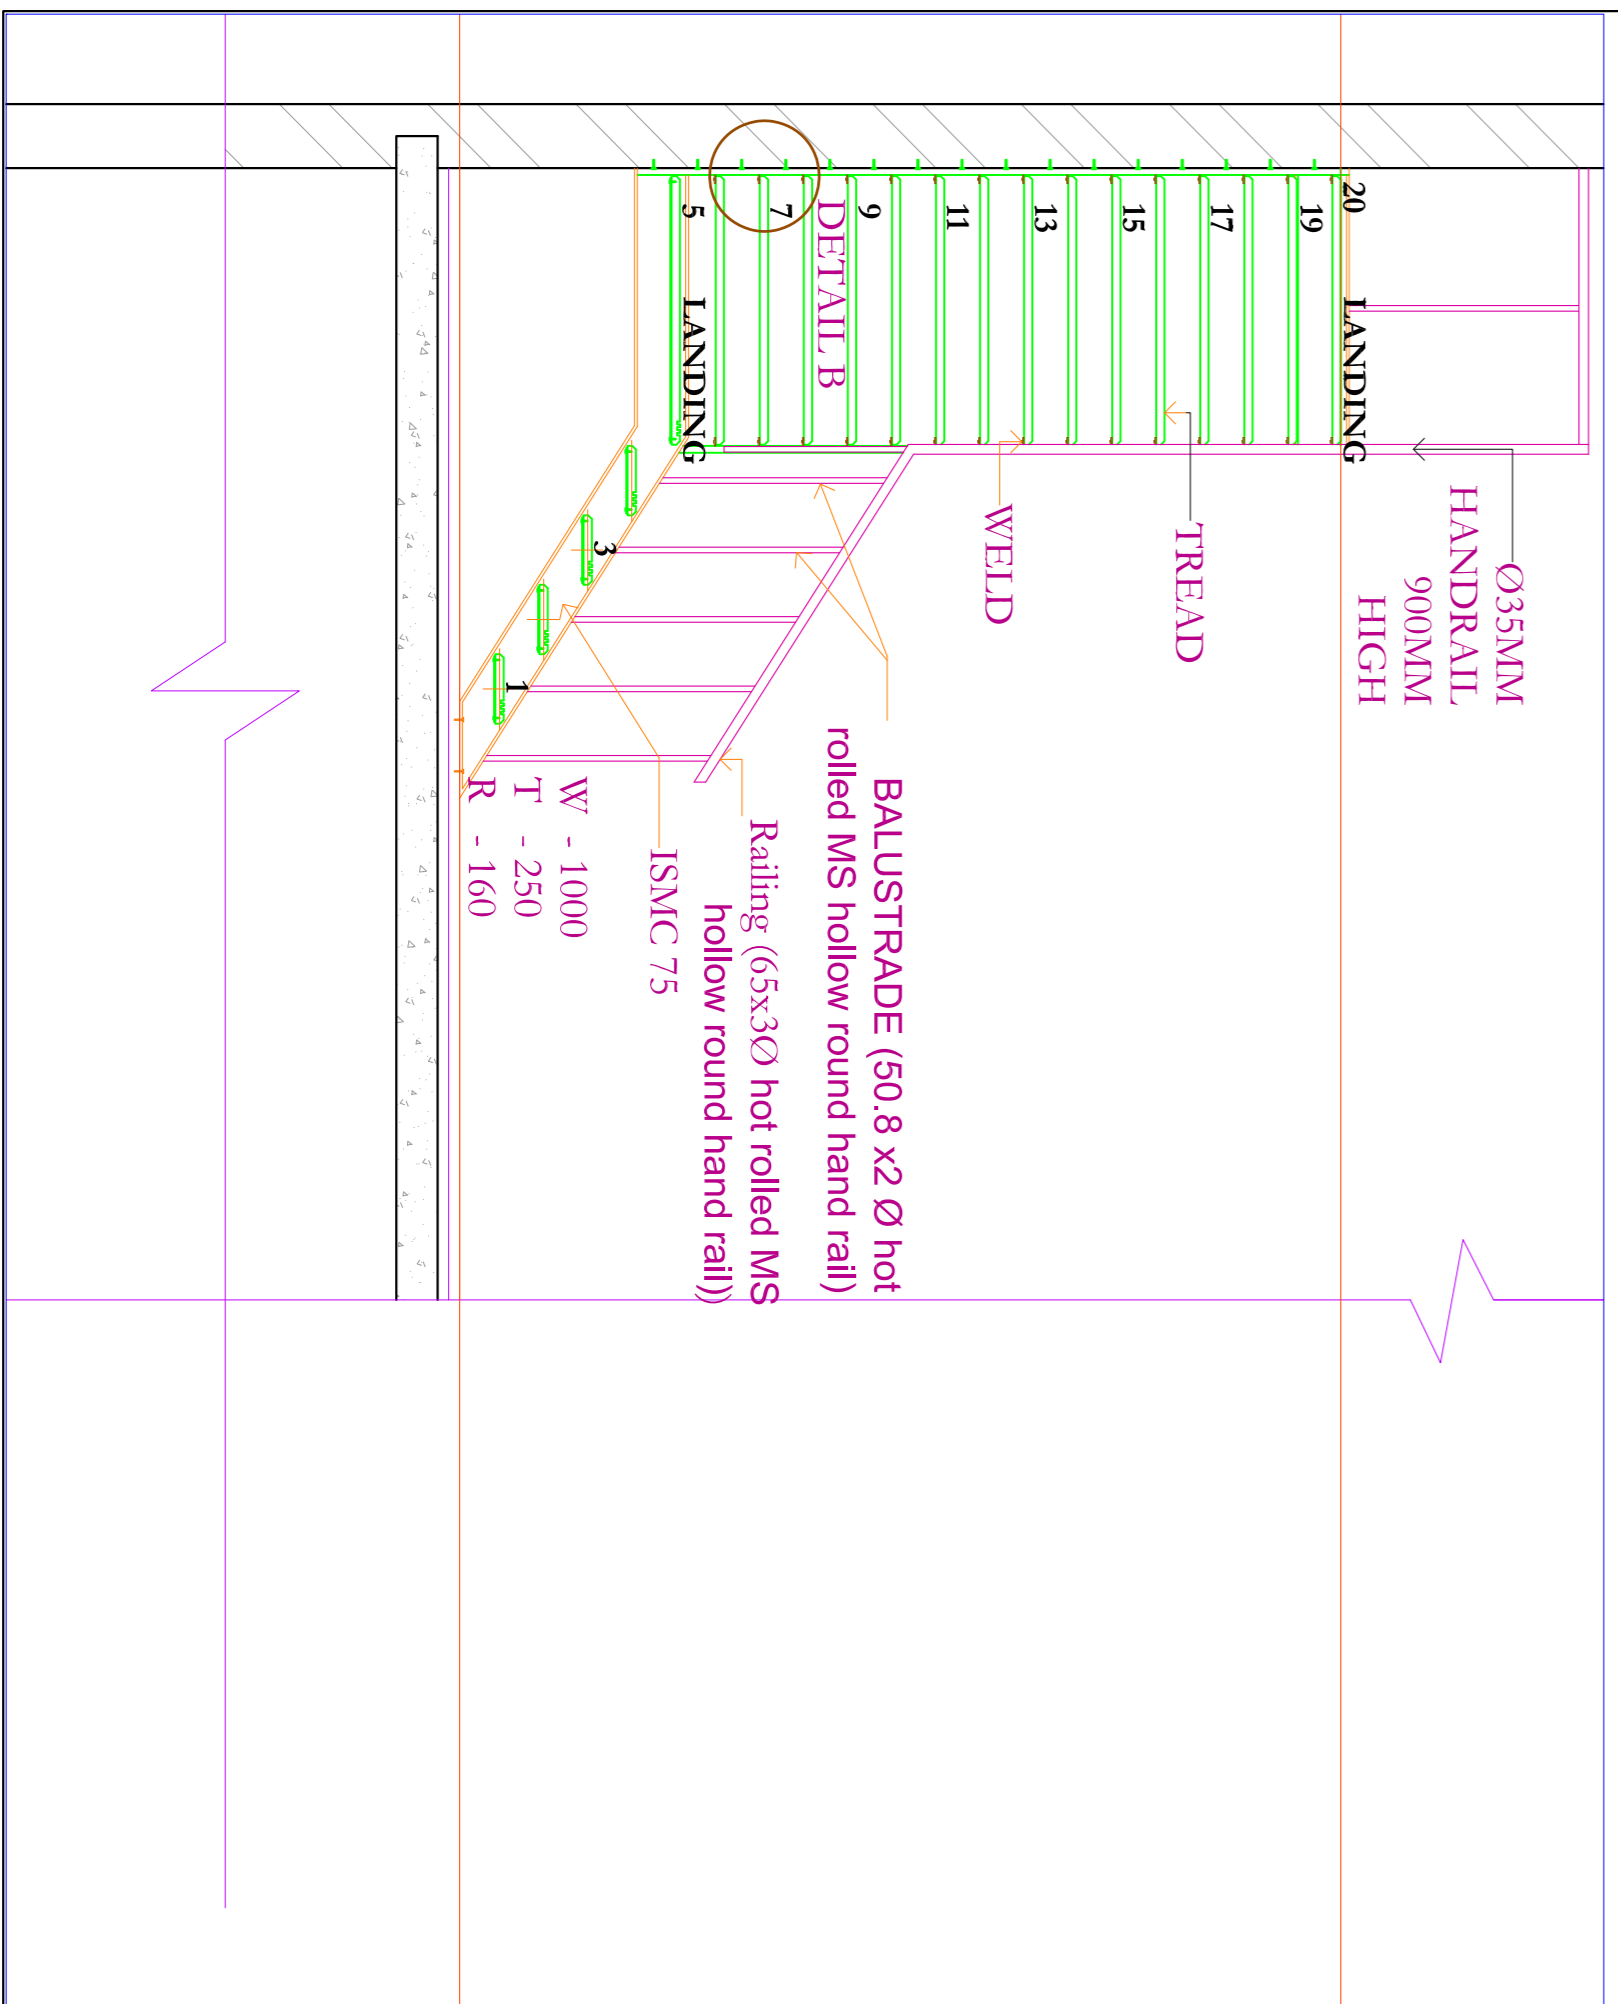 Ø35MM
HANDRAIL
900MM
HIGH
20
LANDING
19
17
TREAD
15
13
WELD
11
9
DETAIL B
7
5
LANDING
BALUSTRADE (50.8 x2 Ø hot
rolled MS hollow round hand rail)
Railing (65x3Ø hot rolled MS
hollow round hand rail))
ISMC 75
3
1
W - 1000
T - 250
R - 160